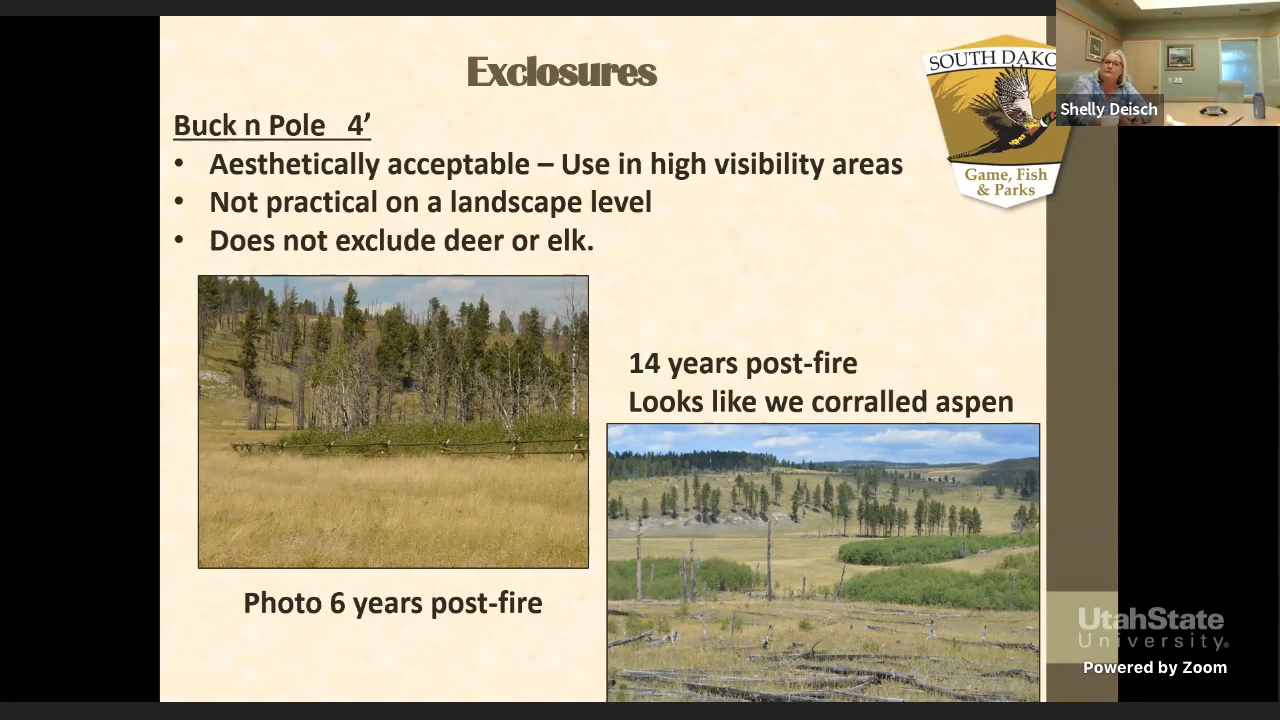 Exclosures
Buck n Pole 4’
• Aesthetically acceptable – Use in high visibility areas
• Not practical on a landscape level
• Does not exclude deer or elk.
14 years post-fire
Looks like we corralled aspen
Photo 6 years post-fire
SOUTH DAKO
Game, Fish
& Parks
Shelly Deisch
UtahState
University®
Powered by Zoom